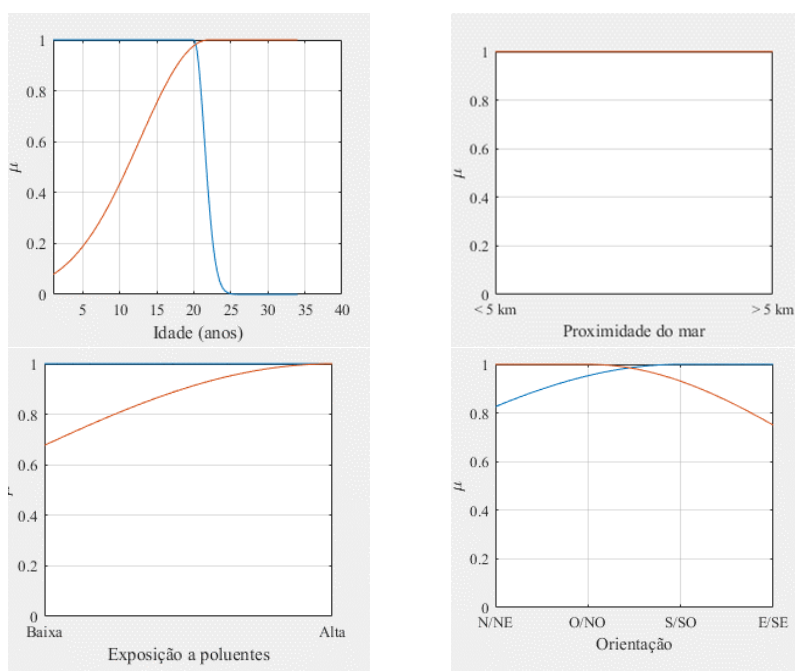 1
0.8
0.6
0.4
0.2
0
μ
5 10 15 20 25 30 35 40
Idade (anos)
1
0.8
0.6
0.4
0.2
0
μ
< 5 km > 5 km
Proximidade do mar
1
0.8
0.6
0.4
0.2
0
Baixa Alta
Exposição a poluentes
1
0.8
0.6
0.4
0.2
0
μ
N/NE O/NO S/SO E/SE
Orientação